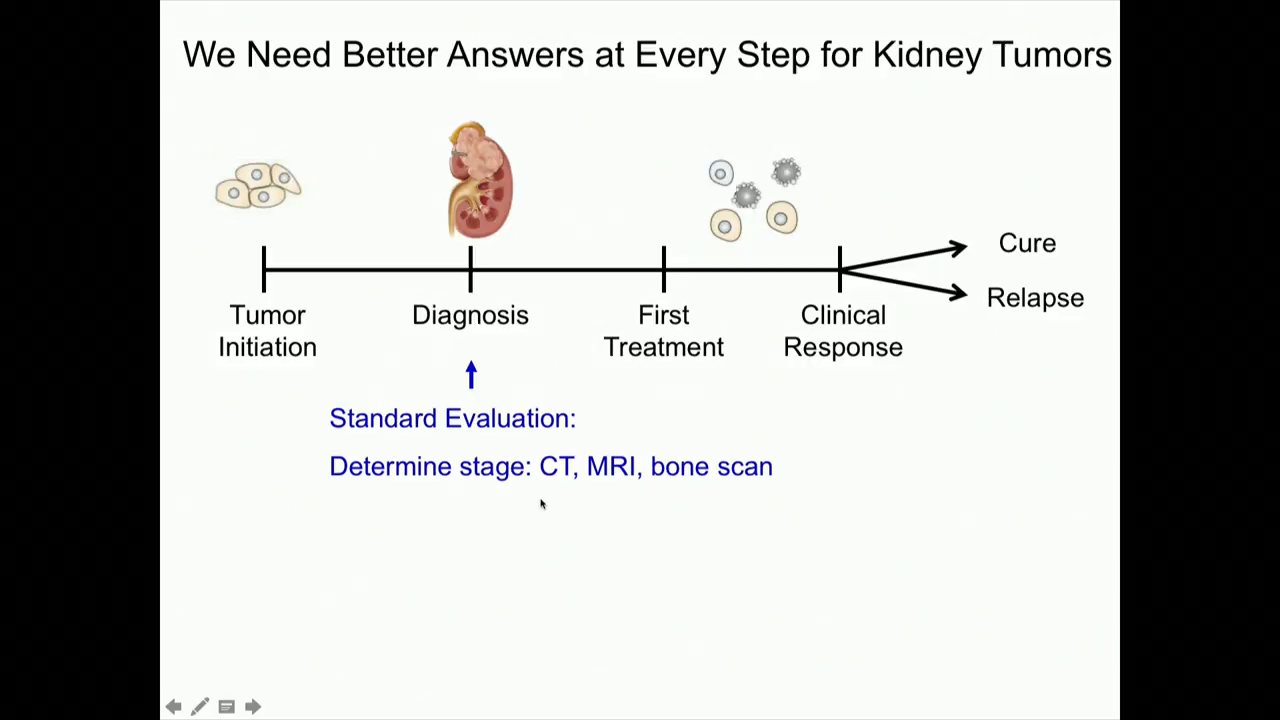 We Need Better Answers at Every Step for Kidney Tumors
Cure
Relapse
Tumor
Initiation
Diagnosis
First
Treatment
Clinical
Response
Standard Evaluation:
Determine stage: CT, MRI, bone scan